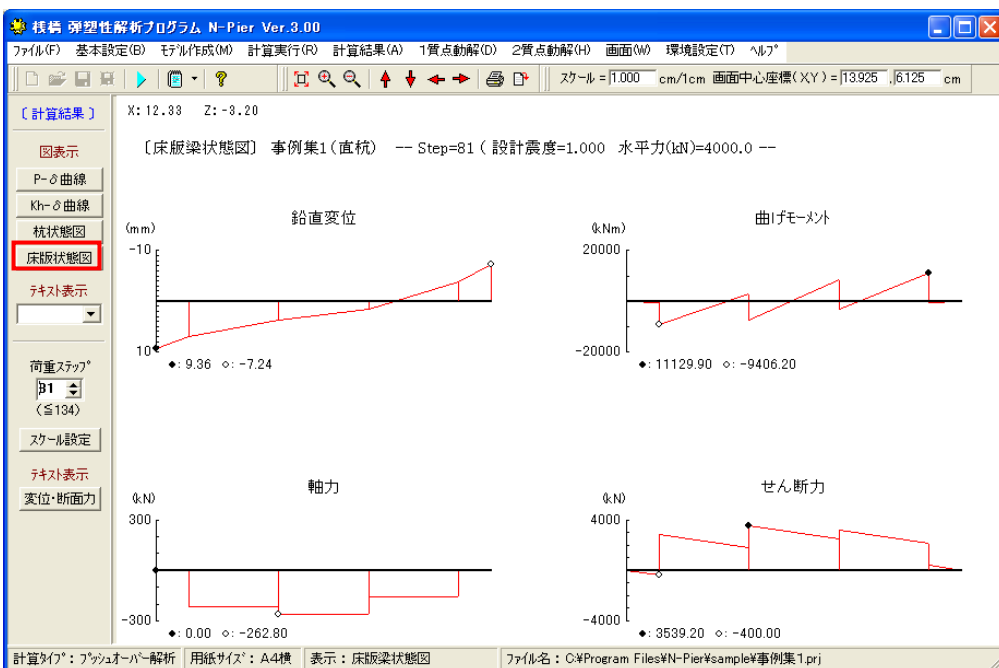 桟橋 弾塑性解析プログラム N-Pier Ver.3.00
ファイル(F) 基本設定(B) モデル作成(M) 計算実行(R) 計算結果(A) 1質点動解(D) 2質点動解(H) 画面(W) 環境設定(T) ヘルプ
スケール = 1.000 cm/1cm 画面中心座標(XY) = 13.925 , 6.125 cm
〔計算結果〕
図表示
P-δ曲線
Kh-δ曲線
杭状態図
床版状態図
テキスト表示
荷重ステップ
81
(≦134)
スケール設定
テキスト表示
変位・断面力
X: 12.33 Z: -3.20
〔床版梁状態図〕 事例集1(直杭) -- Step=81 ( 設計震度=1.000 水平力(kN)=4000.0 --
鉛直変位
(mm)
-10
10
◆: 9.36 ◇: -7.24
曲げモーメント
(kNm)
20000
-20000
◆: 11129.90 ◇: -9406.20
軸力
(kN)
300
-300
◆: 0.00 ◇: -262.80
せん断力
(kN)
4000
-4000
◆: 3539.20 ◇: -400.00
計算タイプ : プッシュオーバー解析 用紙サイズ : A4横 表示 : 床版梁状態図 ファイル名 : C:¥Program Files¥N-Pier¥sample¥事例集1.prj